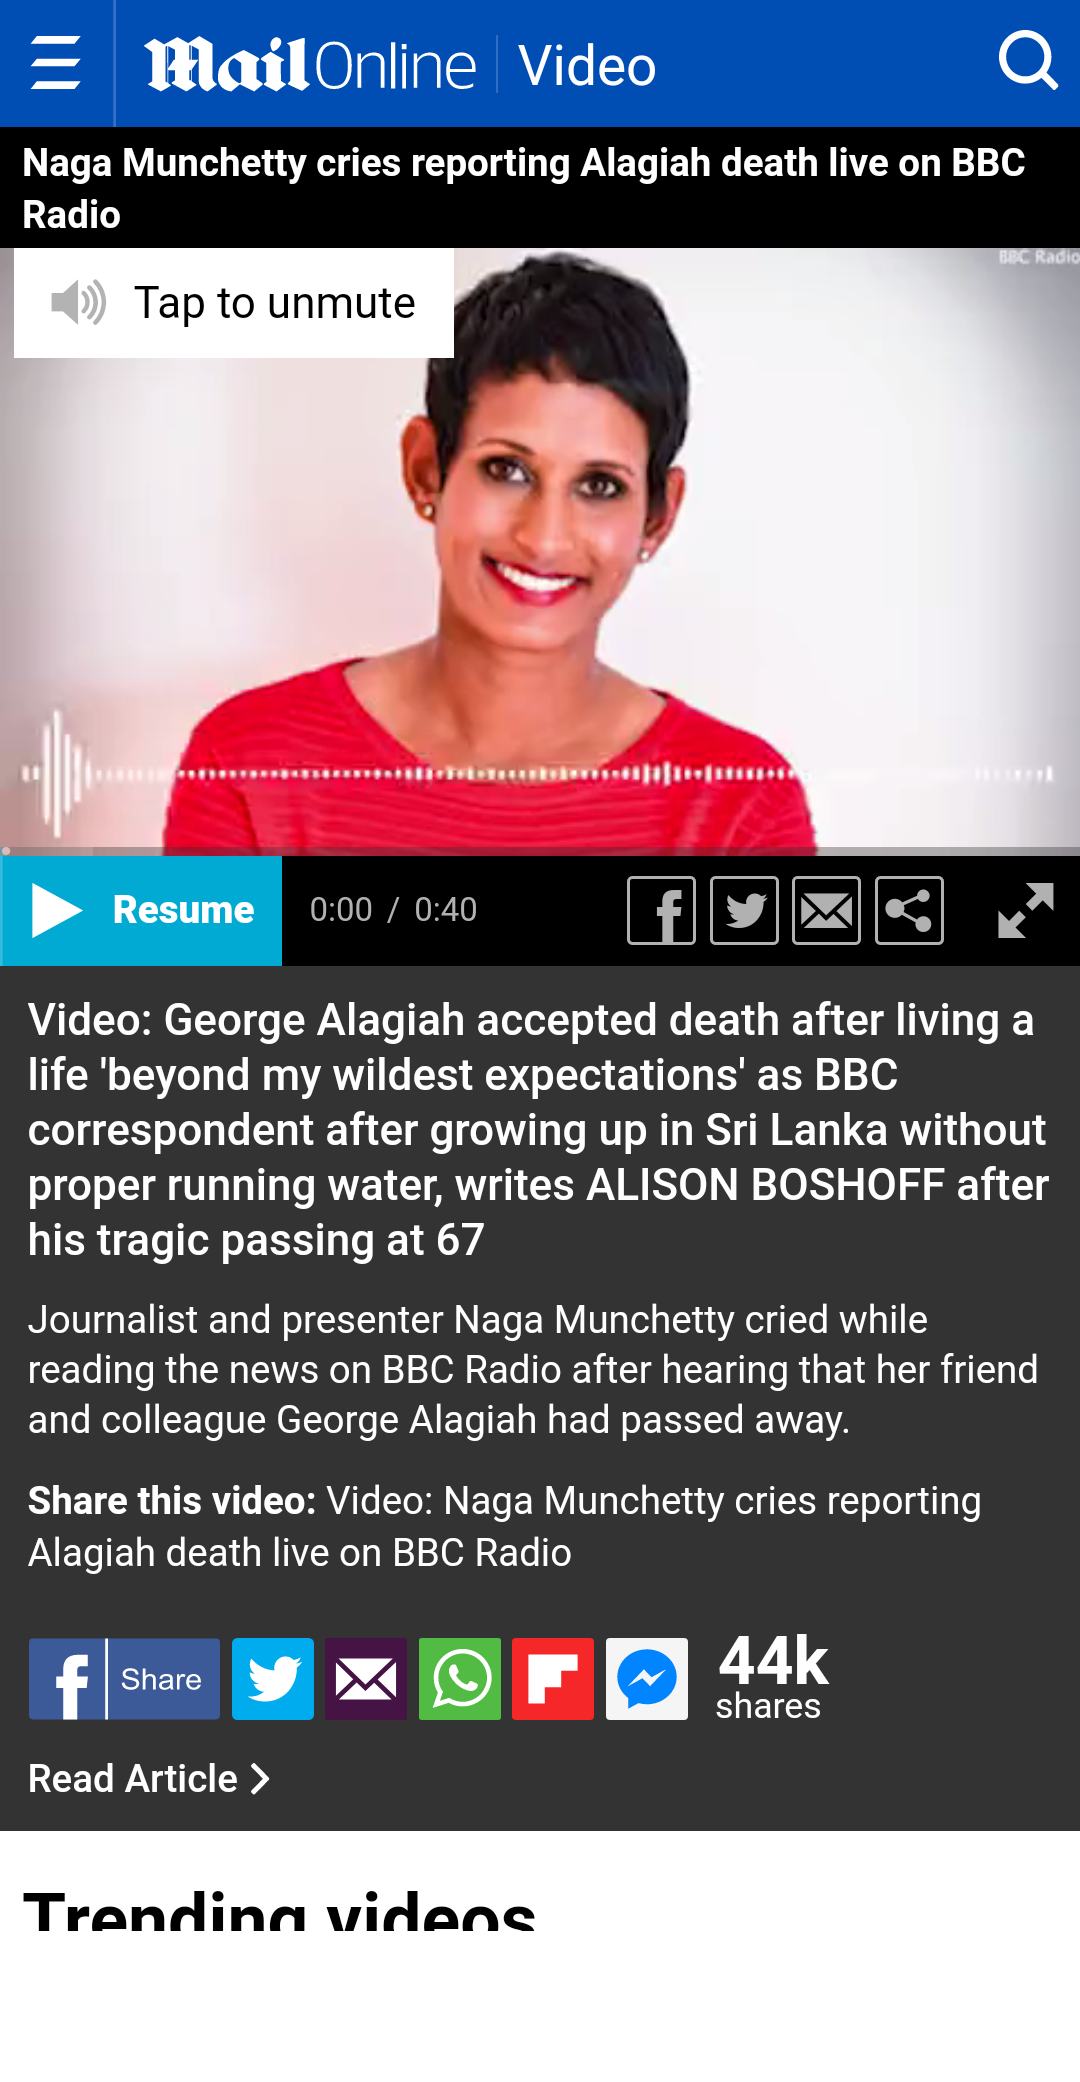 Mail Online Video
Naga Munchetty cries reporting Alagiah death live on BBC
Radio
BBC Radio
Tap to unmute
Resume 0:00 / 0:40
Video: George Alagiah accepted death after living a
life 'beyond my wildest expectations' as BBC
correspondent after growing up in Sri Lanka without
proper running water, writes ALISON BOSHOFF after
his tragic passing at 67
Journalist and presenter Naga Munchetty cried while
reading the news on BBC Radio after hearing that her friend
and colleague George Alagiah had passed away.
Share this video: Video: Naga Munchetty cries reporting
Alagiah death live on BBC Radio
Share
44k
shares
Read Article
Trending videos